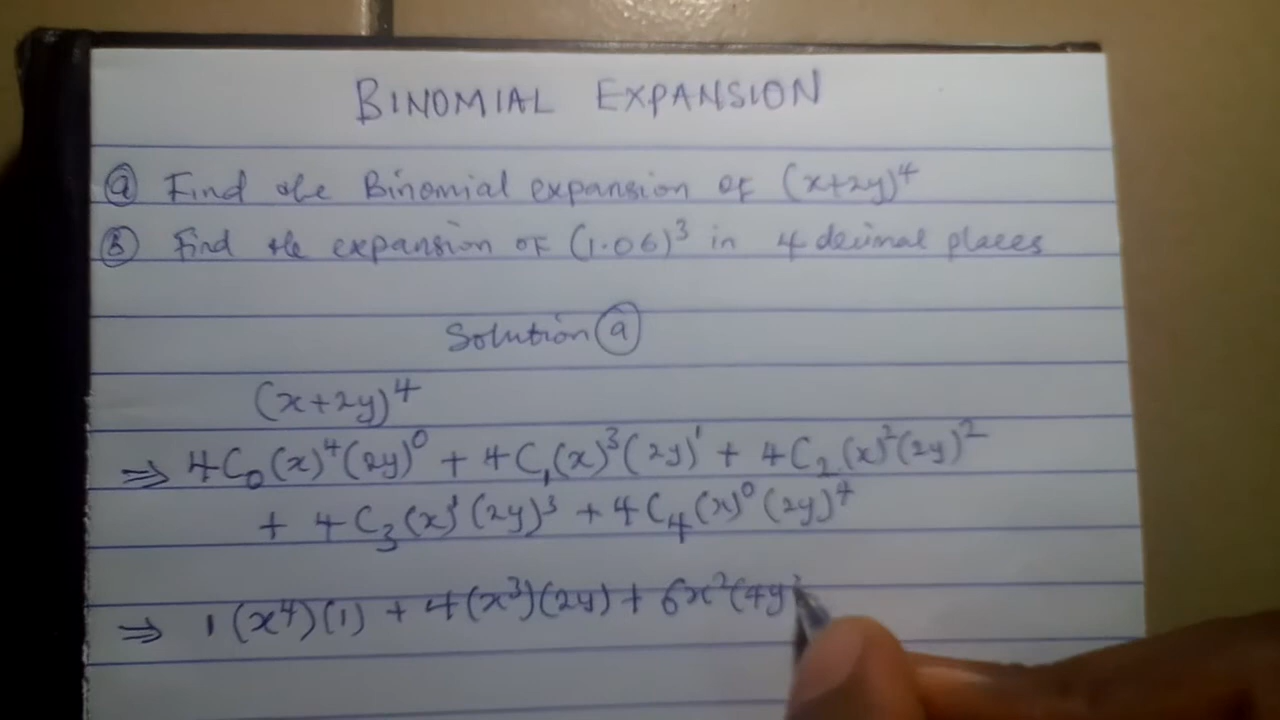 BINOMIAL EXPANSION
ⓐ Find the Binomial expansion of (x+2y)⁴
ⓑ Find the expansion of (1.06)³ in 4 decimal places
Solution ⓐ
(x+2y)⁴
⇒ 4C₀(x)⁴(2y)⁰ + 4C₁(x)³(2y)¹ + 4C₂(x)²(2y)²
+ 4C₃(x)¹(2y)³ + 4C₄(x)⁰(2y)⁴
⇒ 1(x⁴)(1) + 4(x³)(2y) + 6x²(4y²